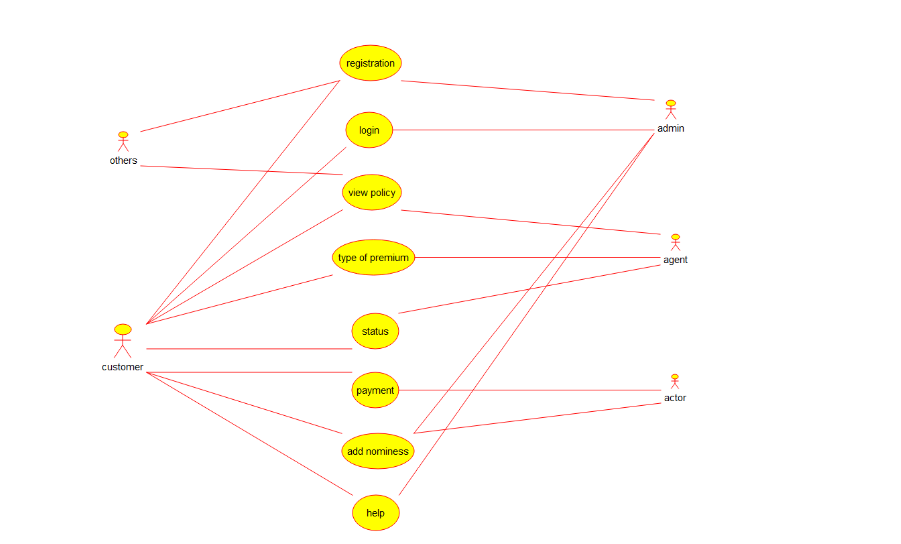 registration
login
view policy
type of premium
status
payment
add nominess
help
others
customer
admin
agent
actor